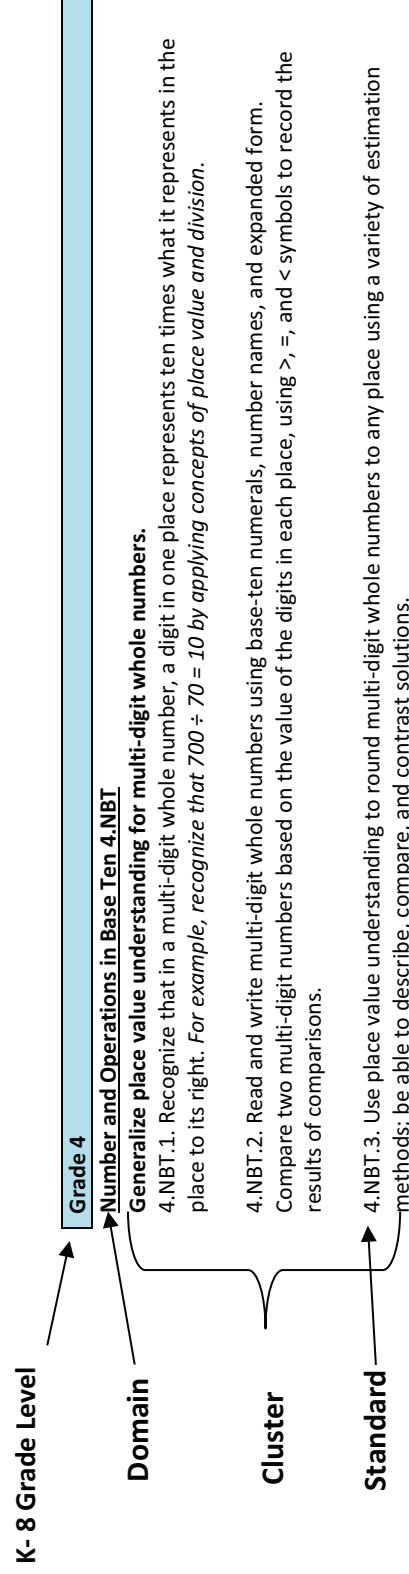 K- 8 Grade Level
Grade 4
Domain
Number and Operations in Base Ten 4.NBT
Generalize place value understanding for multi-digit whole numbers.
4.NBT.1. Recognize that in a multi-digit whole number, a digit in one place represents ten times what it represents in the
place to its right. For example, recognize that 700 ÷ 70 = 10 by applying concepts of place value and division.
Cluster
4.NBT.2. Read and write multi-digit whole numbers using base-ten numerals, number names, and expanded form.
Compare two multi-digit numbers based on the value of the digits in each place, using >, =, and < symbols to record the
results of comparisons.
Standard
4.NBT.3. Use place value understanding to round multi-digit whole numbers to any place using a variety of estimation
methods; be able to describe, compare, and contrast solutions.